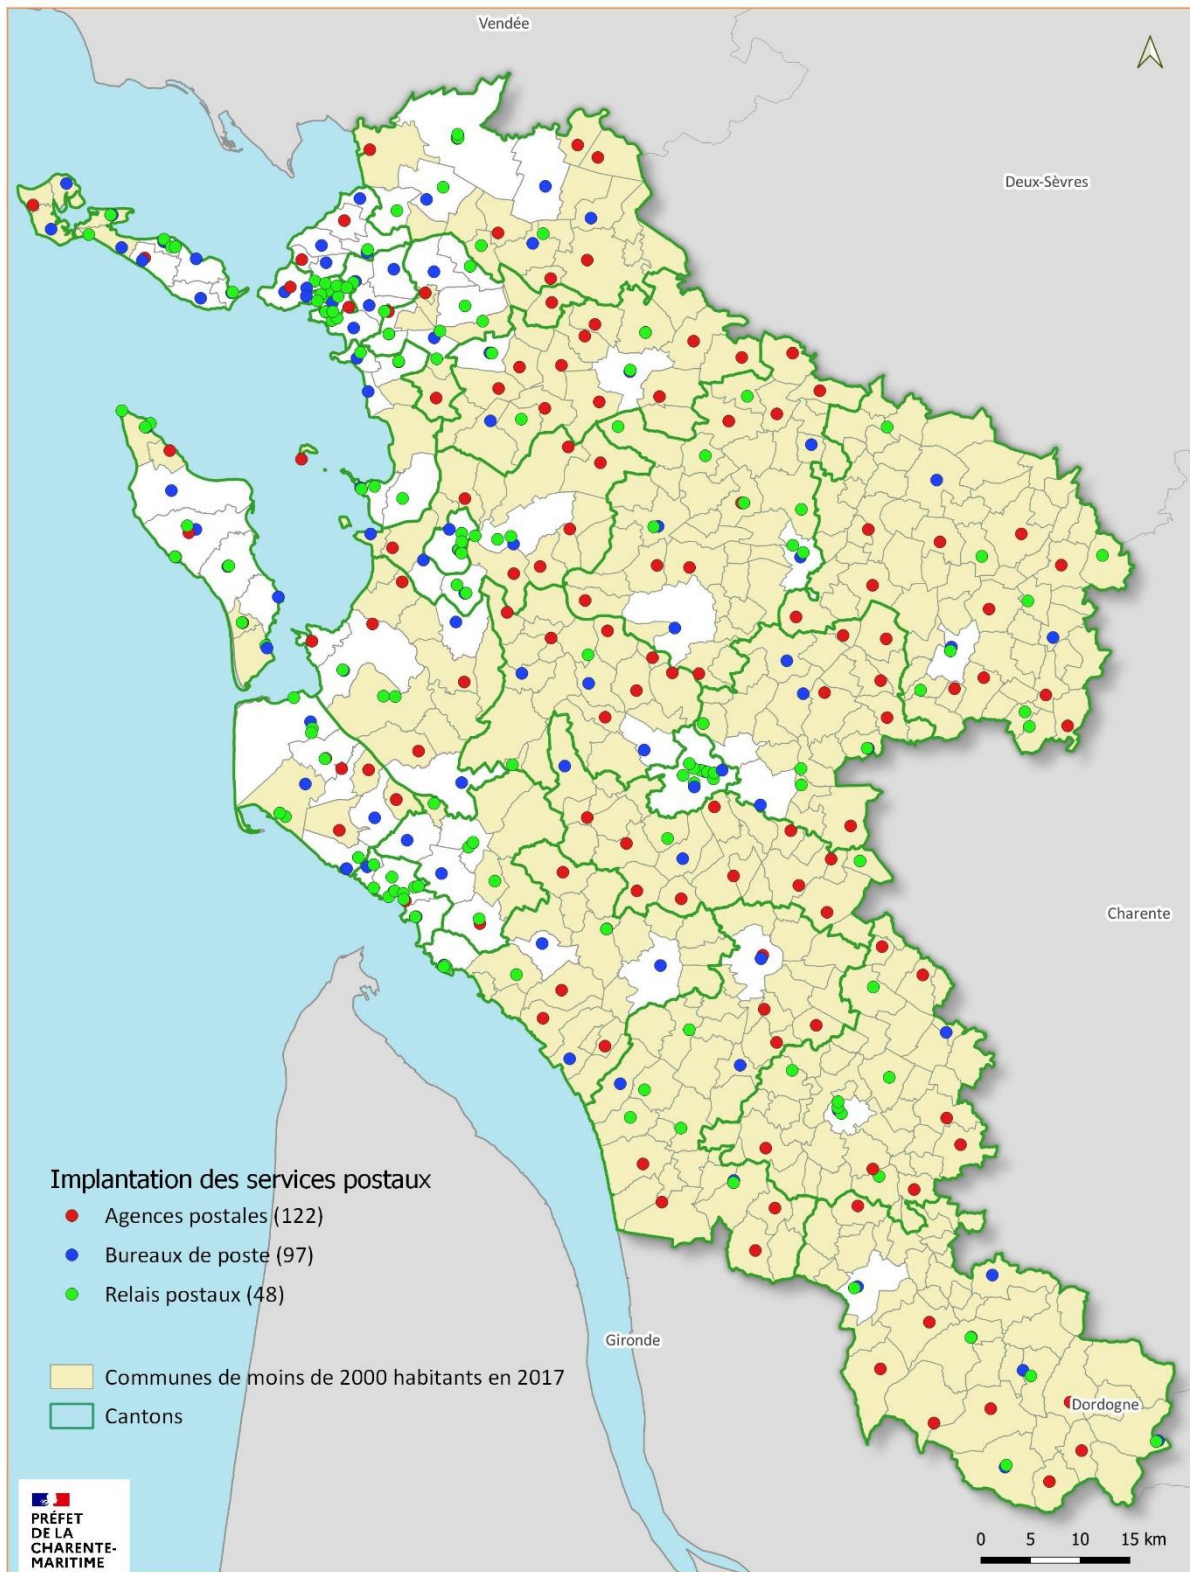 Vendée
Deux-Sèvres
Charente
Implantation des services postaux
Agences postales (122)
Bureaux de poste (97)
Relais postaux (48)
Gironde
Communes de moins de 2000 habitants en 2017
Cantons
Dordogne
PRÉFET
DE LA
CHARENTE-
MARITIME
0 5 10 15 km